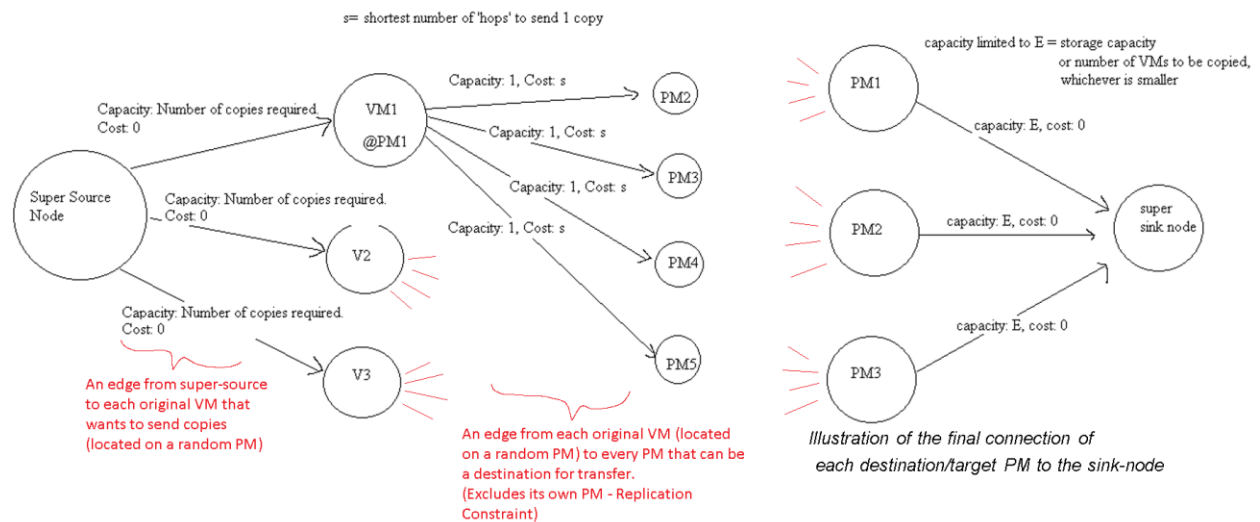 s= shortest number of 'hops' to send 1 copy
Capacity: Number of copies required.
Cost: 0
Super Source
Node
Capacity: Number of copies required.
Cost: 0
Capacity: Number of copies required.
Cost: 0
An edge from super-source
to each original VM that
wants to send copies
(located on a random PM)
VM1
@PM1
V2
V3
Capacity: 1, Cost: s
Capacity: 1, Cost: s
Capacity: 1, Cost: s
Capacity: 1, Cost: s
PM2
PM3
PM4
PM5
An edge from each original VM (located
on a random PM) to every PM that can be
a destination for transfer.
(Excludes its own PM - Replication
Constraint)
capacity limited to E = storage capacity
or number of VMs to be copied,
whichever is smaller
PM1
capacity: E, cost: 0
PM2
capacity: E, cost: 0
super
sink node
capacity: E, cost: 0
PM3
Illustration of the final connection of
each destination/target PM to the sink-node